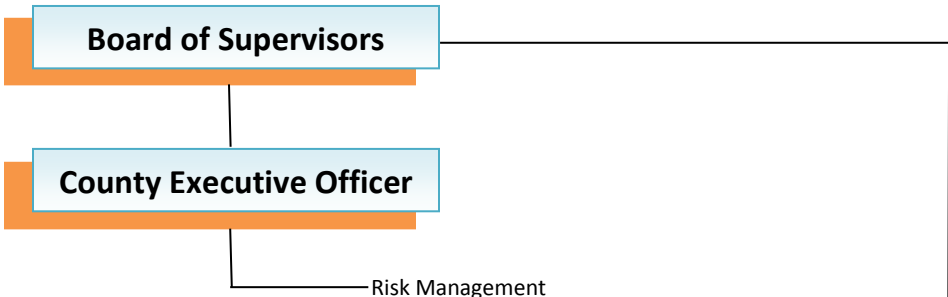 Board of Supervisors
County Executive Officer
Risk Management